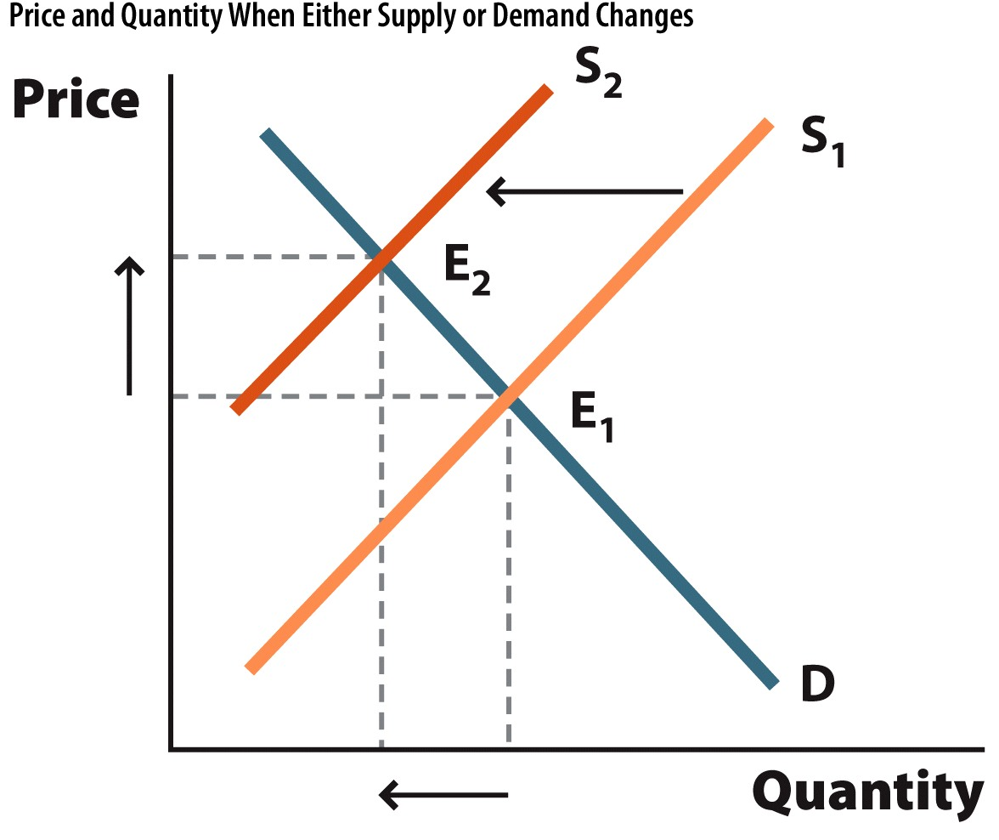 Price and Quantity When Either Supply or Demand Changes
Price
S2
S1
E2
E1
D
Quantity